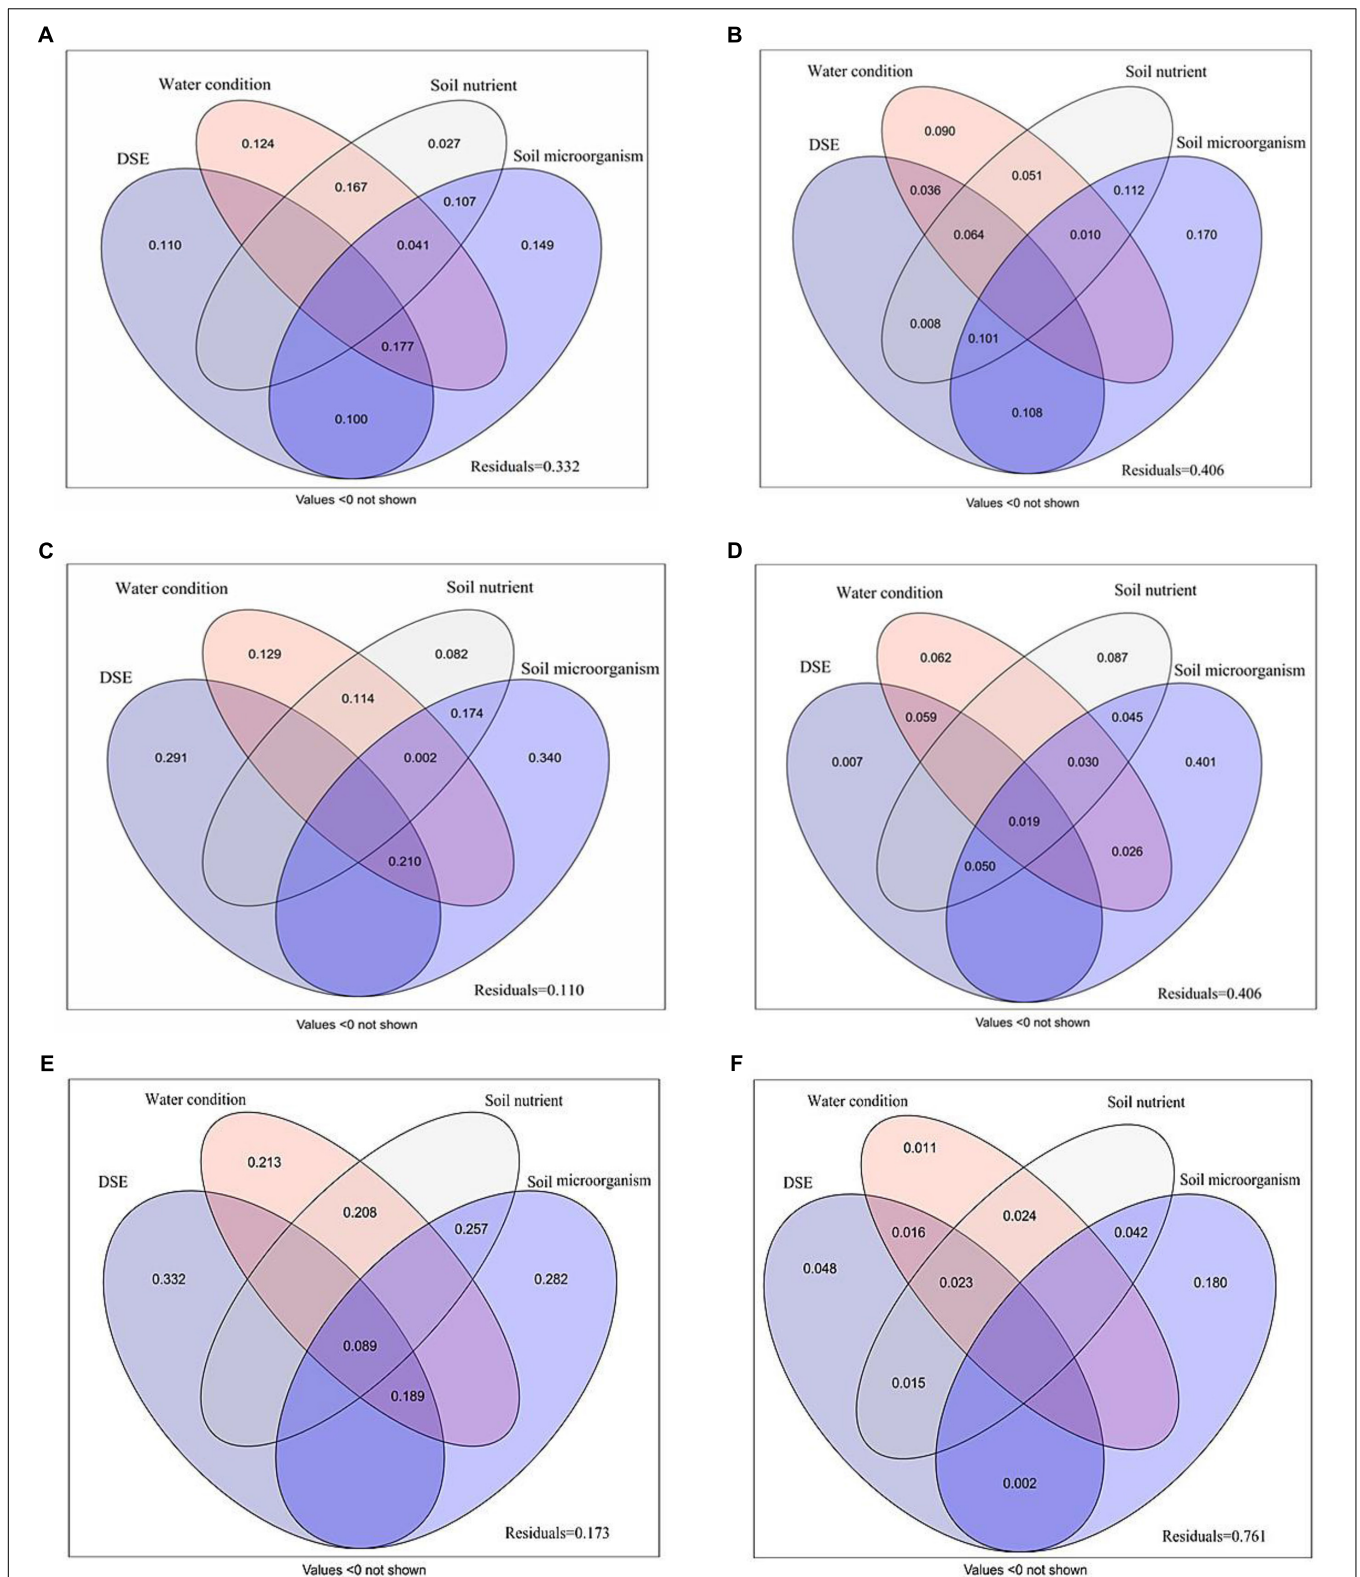 A
Water condition
Soil nutrient
DSE
Soil microorganism
0.124
0.027
0.167
0.107
0.110
0.041
0.149
0.177
0.100
Residuals=0.332
Values <0 not shown
B
Water condition
Soil nutrient
DSE
Soil microorganism
0.090
0.051
0.036
0.112
0.064
0.010
0.170
0.008
0.101
0.108
Residuals=0.406
Values <0 not shown
C
Water condition
Soil nutrient
DSE
Soil microorganism
0.129
0.082
0.114
0.174
0.291
0.002
0.340
0.210
Residuals=0.110
Values <0 not shown
D
Water condition
Soil nutrient
DSE
Soil microorganism
0.062
0.087
0.059
0.045
0.007
0.030
0.401
0.019
0.050
0.026
Residuals=0.406
Values <0 not shown
E
Water condition
Soil nutrient
DSE
Soil microorganism
0.213
0.208
0.257
0.332
0.282
0.089
0.189
Residuals=0.173
Values <0 not shown
F
Water condition
Soil nutrient
DSE
Soil microorganism
0.011
0.024
0.016
0.042
0.048
0.023
0.180
0.015
0.002
Residuals=0.761
Values <0 not shown